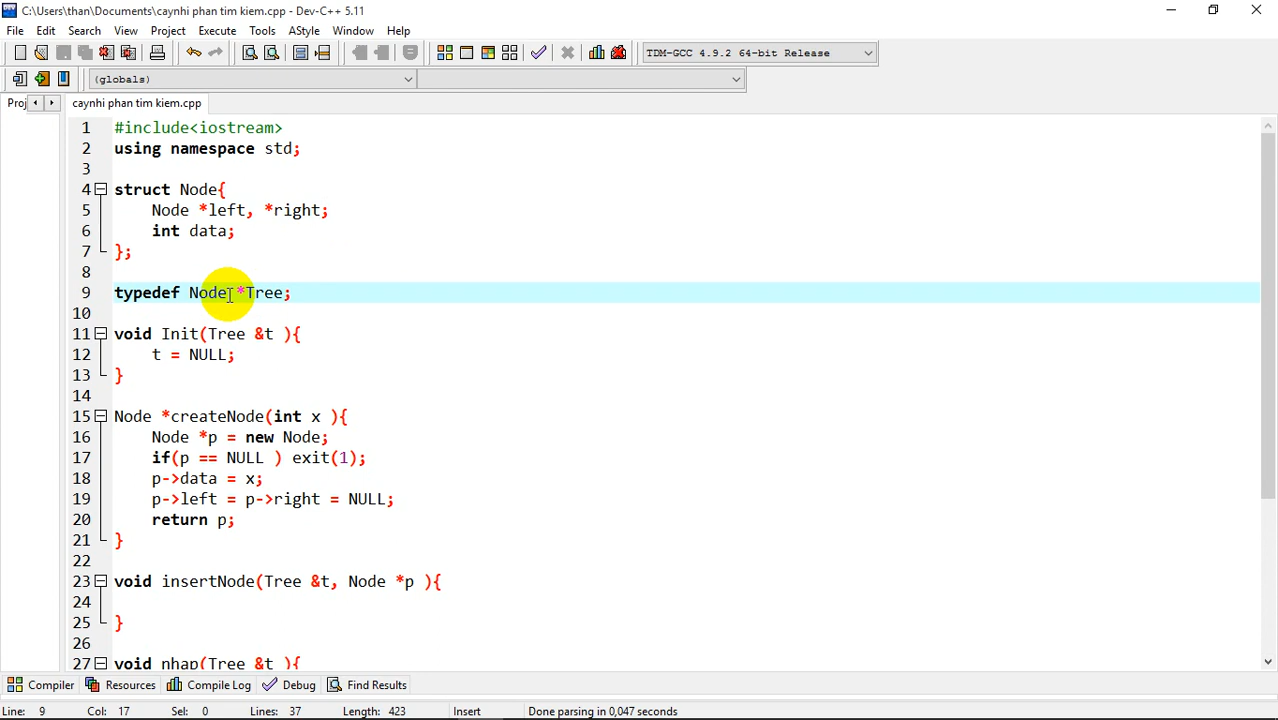 C:\Users\than\Documents\caynhi phan tim kiem.cpp - Dev-C++ 5.11
File Edit Search View Project Execute Tools AStyle Window Help
TDM-GCC 4.9.2 64-bit Release
(globals)
Proj caynhi phan tim kiem.cpp
1 #include<iostream>
2 using namespace std;
3
4 struct Node{
5 Node *left, *right;
6 int data;
7 };
8
9 typedef Node *Tree;
10
11 void Init(Tree &t ){
12 t = NULL;
13 }
14
15 Node *createNode(int x ){
16 Node *p = new Node;
17 if(p == NULL ) exit(1);
18 p->data = x;
19 p->left = p->right = NULL;
20 return p;
21 }
22
23 void insertNode(Tree &t, Node *p ){
24
25 }
26
27 void nhap(Tree &t ){
Compiler Resources Compile Log Debug Find Results
Line: 9 Col: 17 Sel: 0 Lines: 37 Length: 423 Insert Done parsing in 0,047 seconds